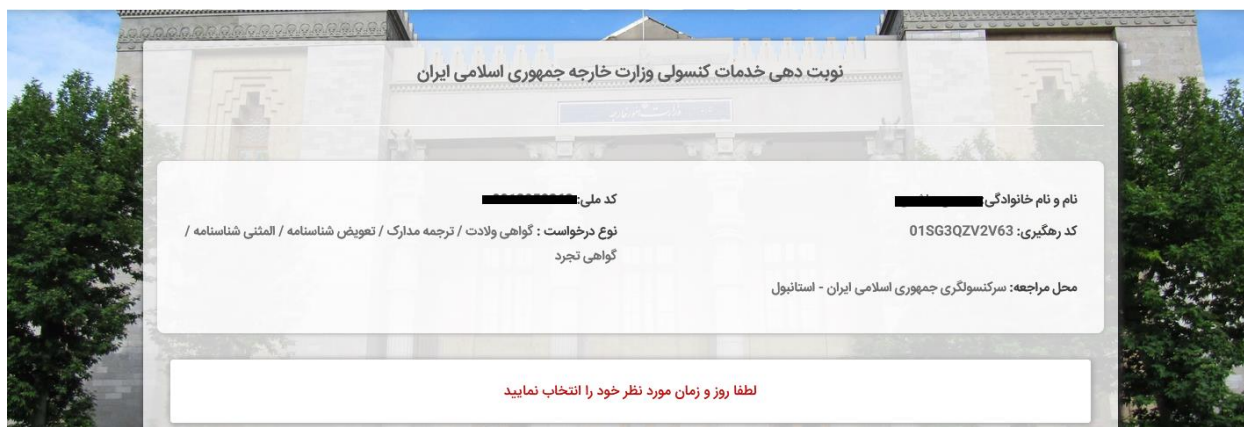 نوبت دهی خدمات کنسولی وزارت خارجه جمهوری اسلامی ایران
نام و نام خانوادگی:
کد ملی:
کد رهگیری: 01SG3QZV2V63
نوع درخواست : گواهی ولادت / ترجمه مدارک / تعویض شناسنامه / المثنی شناسنامه /
گواهی تجرد
محل مراجعه: سرکنسولگری جمهوری اسلامی ایران - استانبول
لطفا روز و زمان مورد نظر خود را انتخاب نمایید